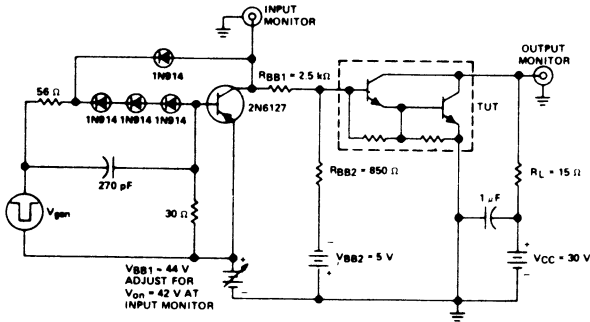 INPUT
MONITOR
OUTPUT
MONITOR
1N914
RBB1 = 2.5 kΩ
56 Ω
2N6127
TUT
1N914 1N914 1N914
270 pF
RBB2 = 850 Ω
RL = 15 Ω
1 µF
Vgen
30 Ω
VBB1 = 44 V
ADJUST FOR
Von = 42 V AT
INPUT MONITOR
+
-
-
VBB2 = 5 V
+
+
VCC = 30 V
-